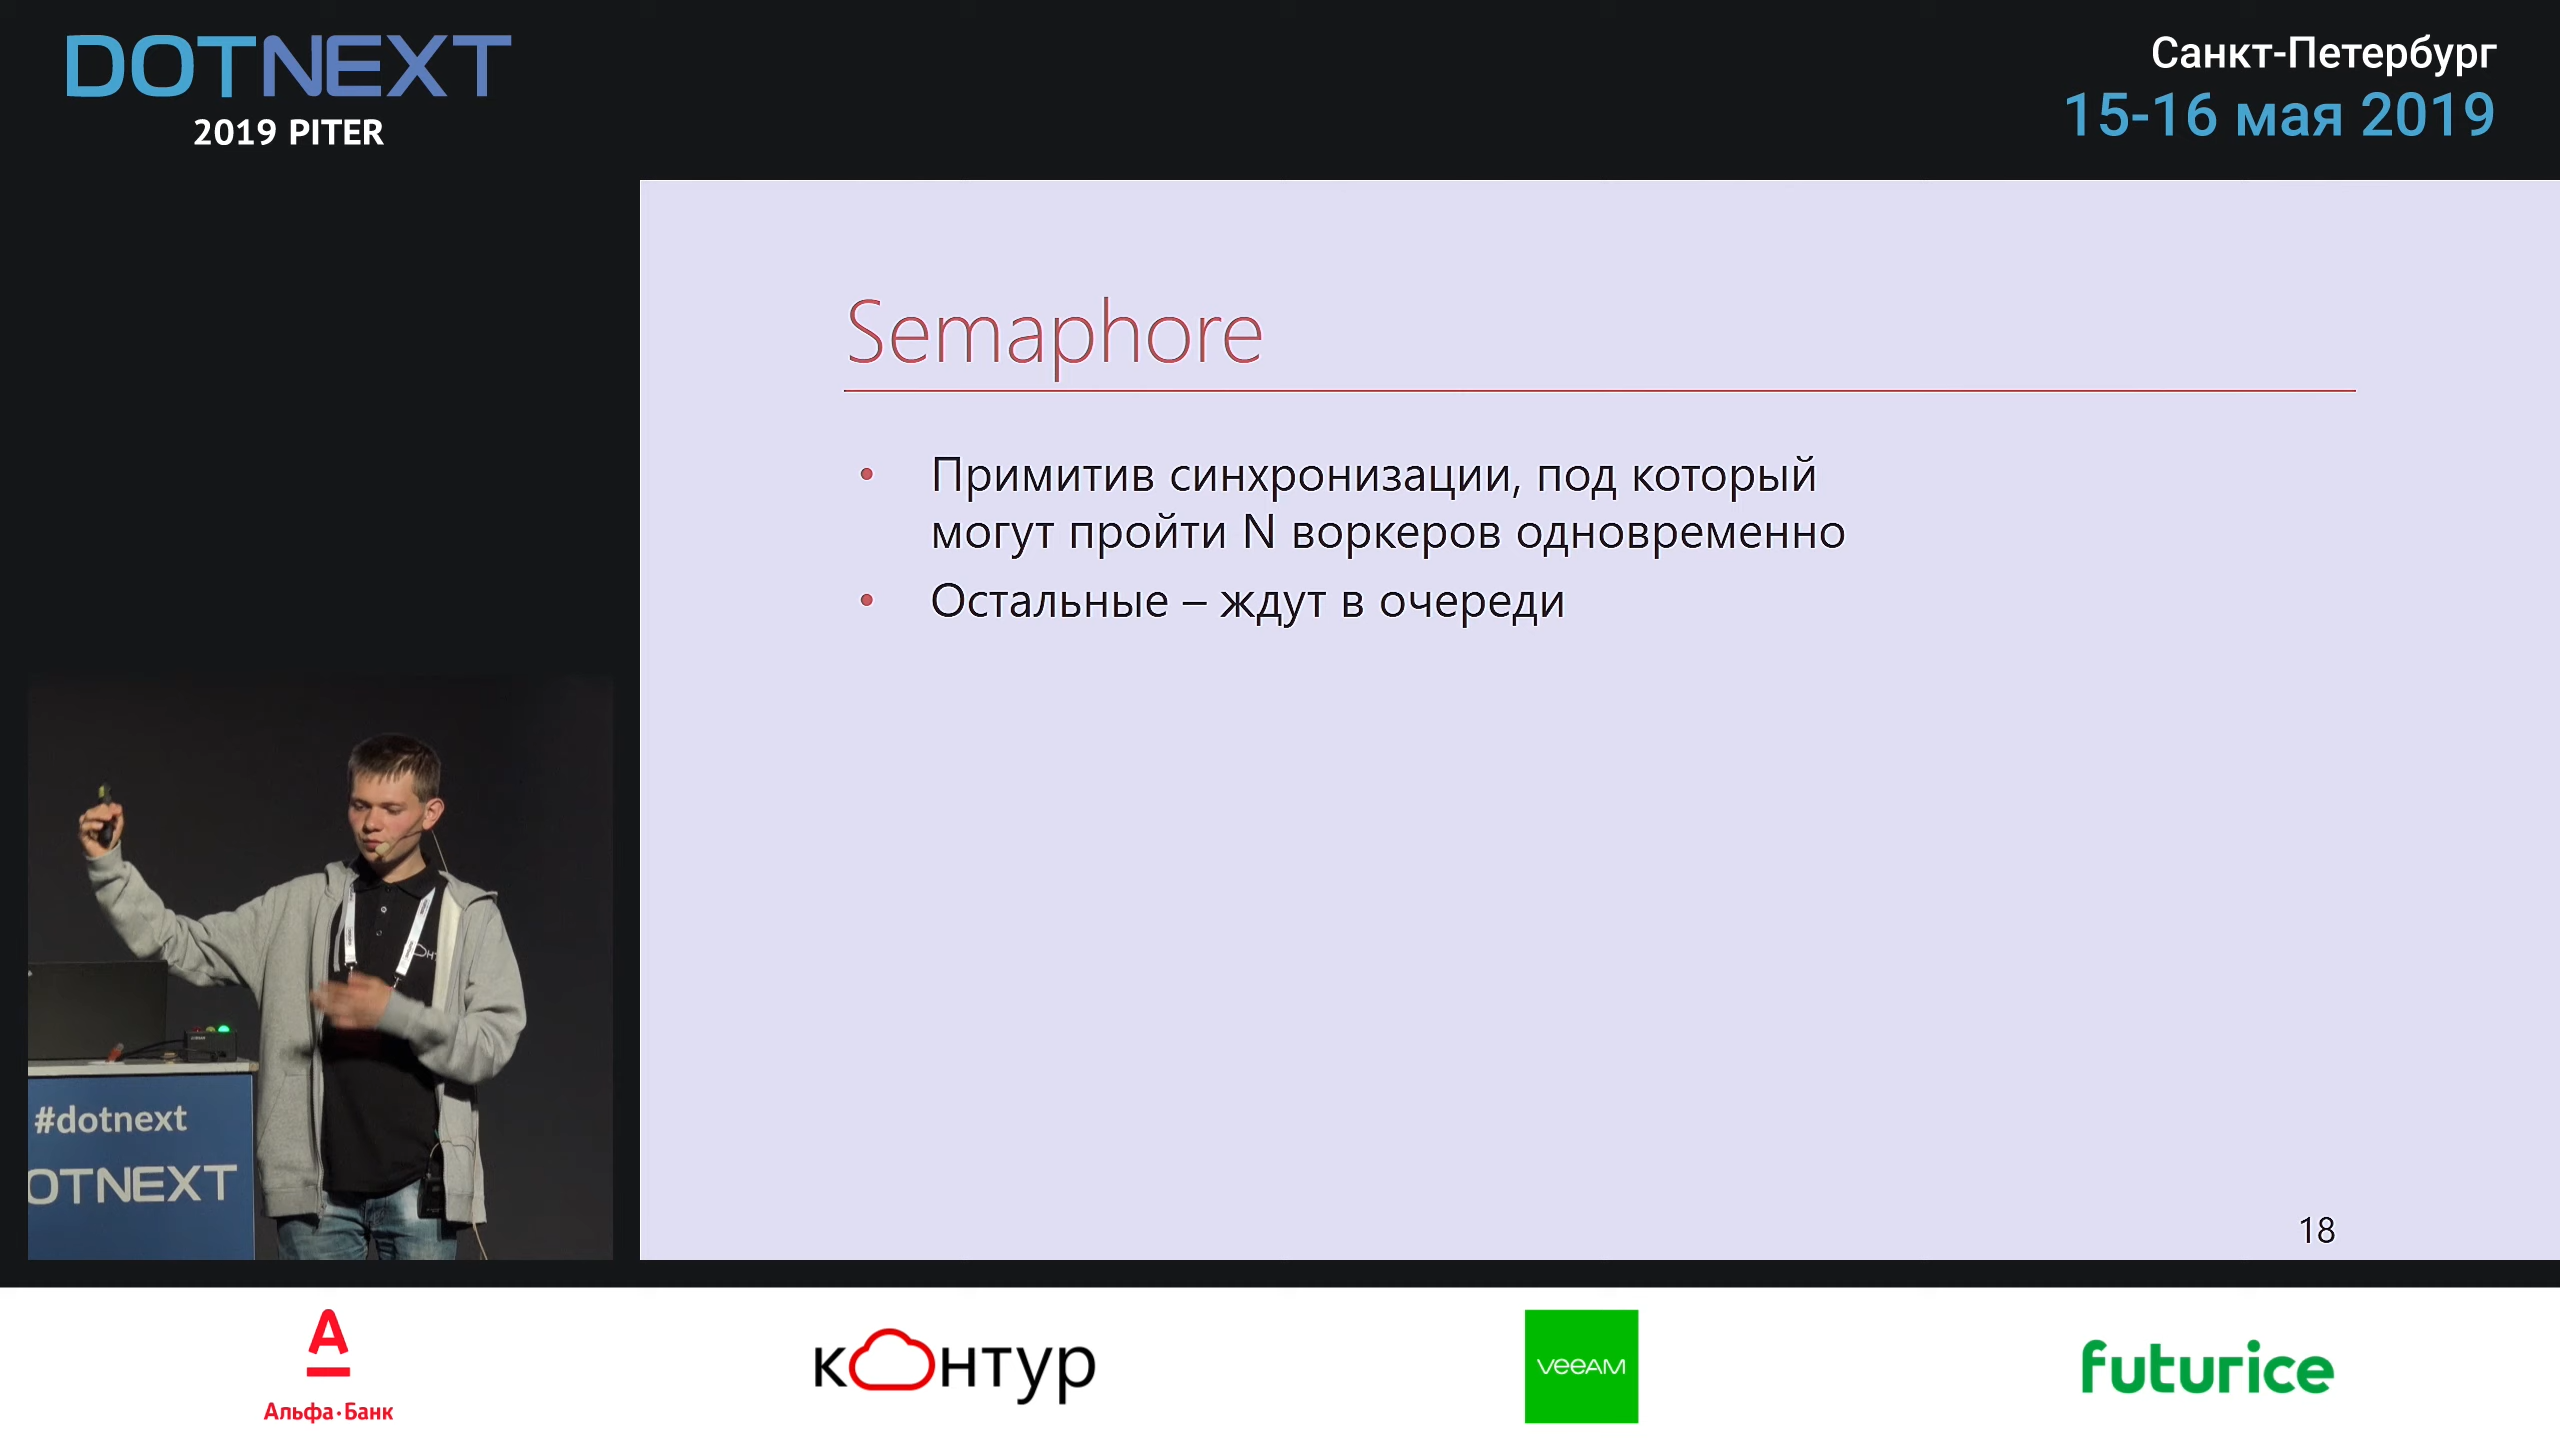 DOTNEXT
2019 PITER
Санкт-Петербург
15-16 мая 2019
Semaphore
• Примитив синхронизации, под который
могут пройти N воркеров одновременно
• Остальные – ждут в очереди
18
#dotnext
OTNEXT
Альфа·Банк
контур
veeam
futurice